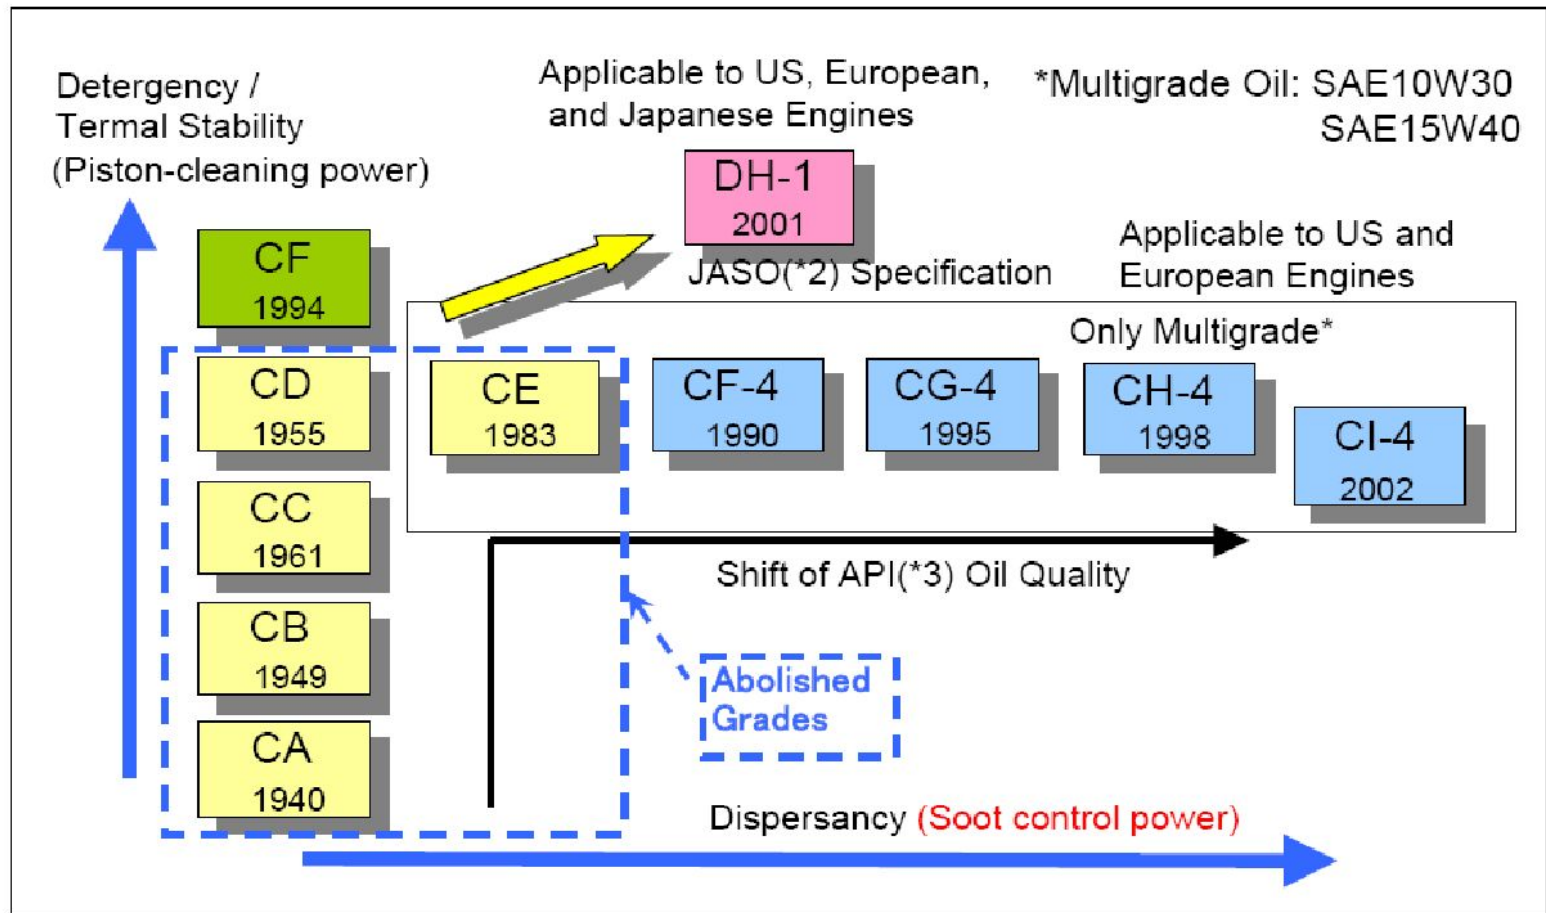 Detergency /
Termal Stability
(Piston-cleaning power)
Applicable to US, European,
and Japanese Engines
*Multigrade Oil: SAE10W30
SAE15W40
DH-1
2001
JASO(*2) Specification
Applicable to US and
European Engines
Only Multigrade*
CF
1994
CD
1955
CE
1983
CF-4
1990
CG-4
1995
CH-4
1998
CI-4
2002
CC
1961
Shift of API(*3) Oil Quality
CB
1949
Abolished
Grades
CA
1940
Dispersancy (Soot control power)